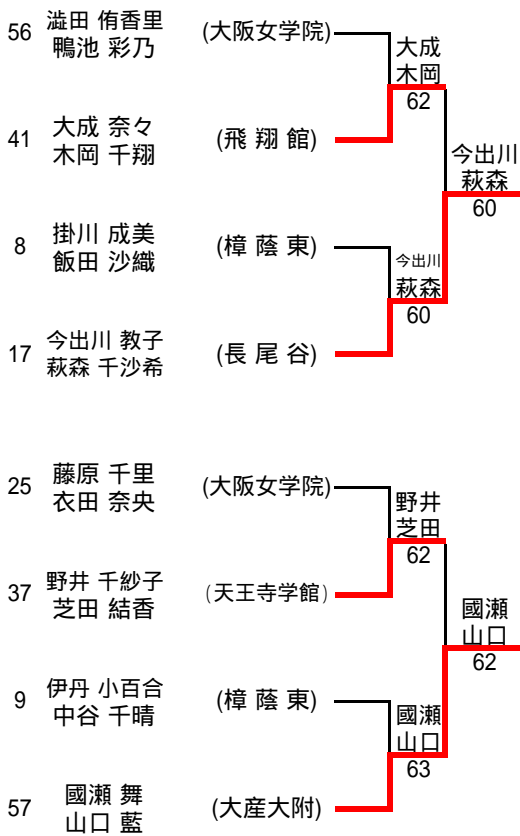 56 澁田 侑香里 (大阪女学院)
鴨池 彩乃
大成
木岡
62
41 大成 奈々 (飛 翔 館)
木岡 千翔
今出川
萩森
60
8 掛川 成美 (樟 蔭 東)
飯田 沙織
今出川
萩森
60
17 今出川 教子 (長 尾 谷)
萩森 千沙希
25 藤原 千里 (大阪女学院)
衣田 奈央
野井
芝田
62
37 野井 千紗子 (天王寺学館)
芝田 結香
國瀬
山口
62
9 伊丹 小百合 (樟 蔭 東)
中谷 千晴
國瀬
山口
63
57 國瀬 舞 (大産大附)
山口 藍